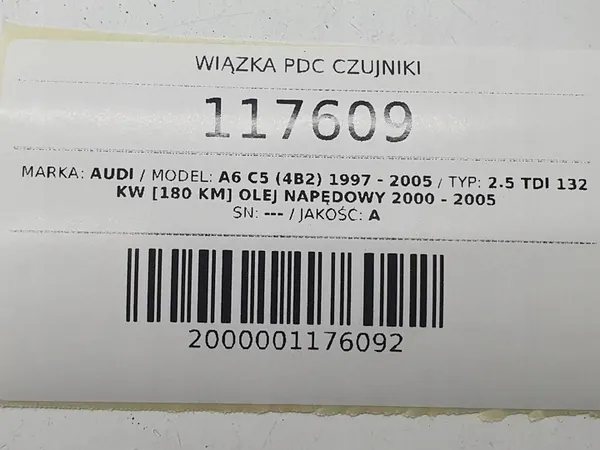 WIĄZKA PDC CZUJNIKI
117609
MARKA: AUDI / MODEL: A6 C5 (4B2) 1997 - 2005 / TYP: 2.5 TDI 132
KW [180 KM] OLEJ NAPĘDOWY 2000 - 2005
SN: --- / JAKOŚĆ: A
2000001176092